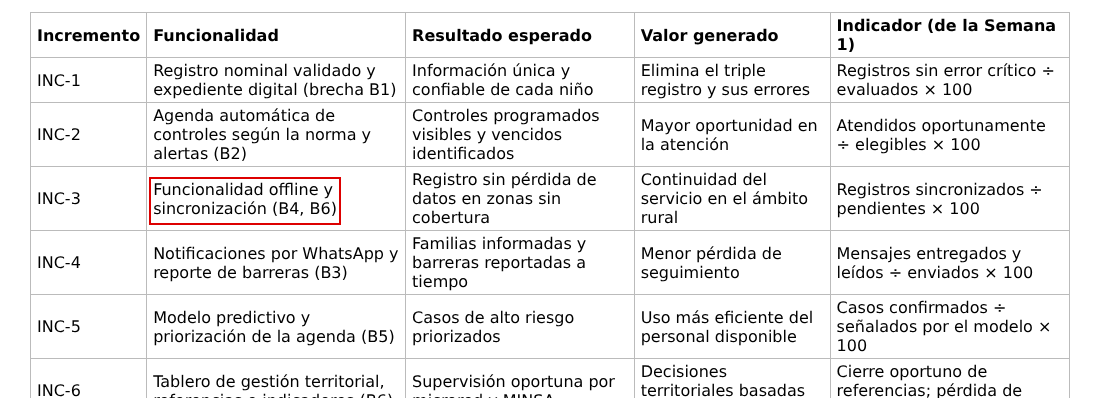 Incremento Funcionalidad Resultado esperado Valor generado Indicador (de la Semana
1)
INC-1
Registro nominal validado y
expediente digital (brecha B1)
Información única y
confiable de cada niño
Elimina el triple
registro y sus errores
Registros sin error crítico ÷
evaluados × 100
INC-2
Agenda automática de
controles según la norma y
alertas (B2)
Controles programados
visibles y vencidos
identificados
Mayor oportunidad en
la atención
Atendidos oportunamente
÷ elegibles × 100
INC-3
Funcionalidad offline y
sincronización (B4, B6)
Registro sin pérdida de
datos en zonas sin
cobertura
Continuidad del
servicio en el ámbito
rural
Registros sincronizados ÷
pendientes × 100
INC-4
Notificaciones por WhatsApp y
reporte de barreras (B3)
Familias informadas y
barreras reportadas a
tiempo
Menor pérdida de
seguimiento
Mensajes entregados y
leídos ÷ enviados × 100
INC-5
Modelo predictivo y
priorización de la agenda (B5)
Casos de alto riesgo
priorizados
Uso más eficiente del
personal disponible
Casos confirmados ÷
señalados por el modelo ×
100
INC-6
Tablero de gestión territorial,
Supervisión oportuna por
Decisiones
territoriales basadas
Cierre oportuno de
referencias; pérdida de